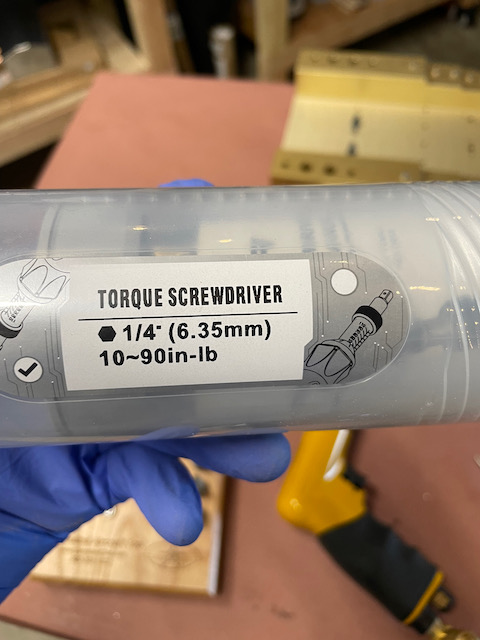 TORQUE SCREWDRIVER
⬢ 1/4" (6.35mm)
10~90in-lb